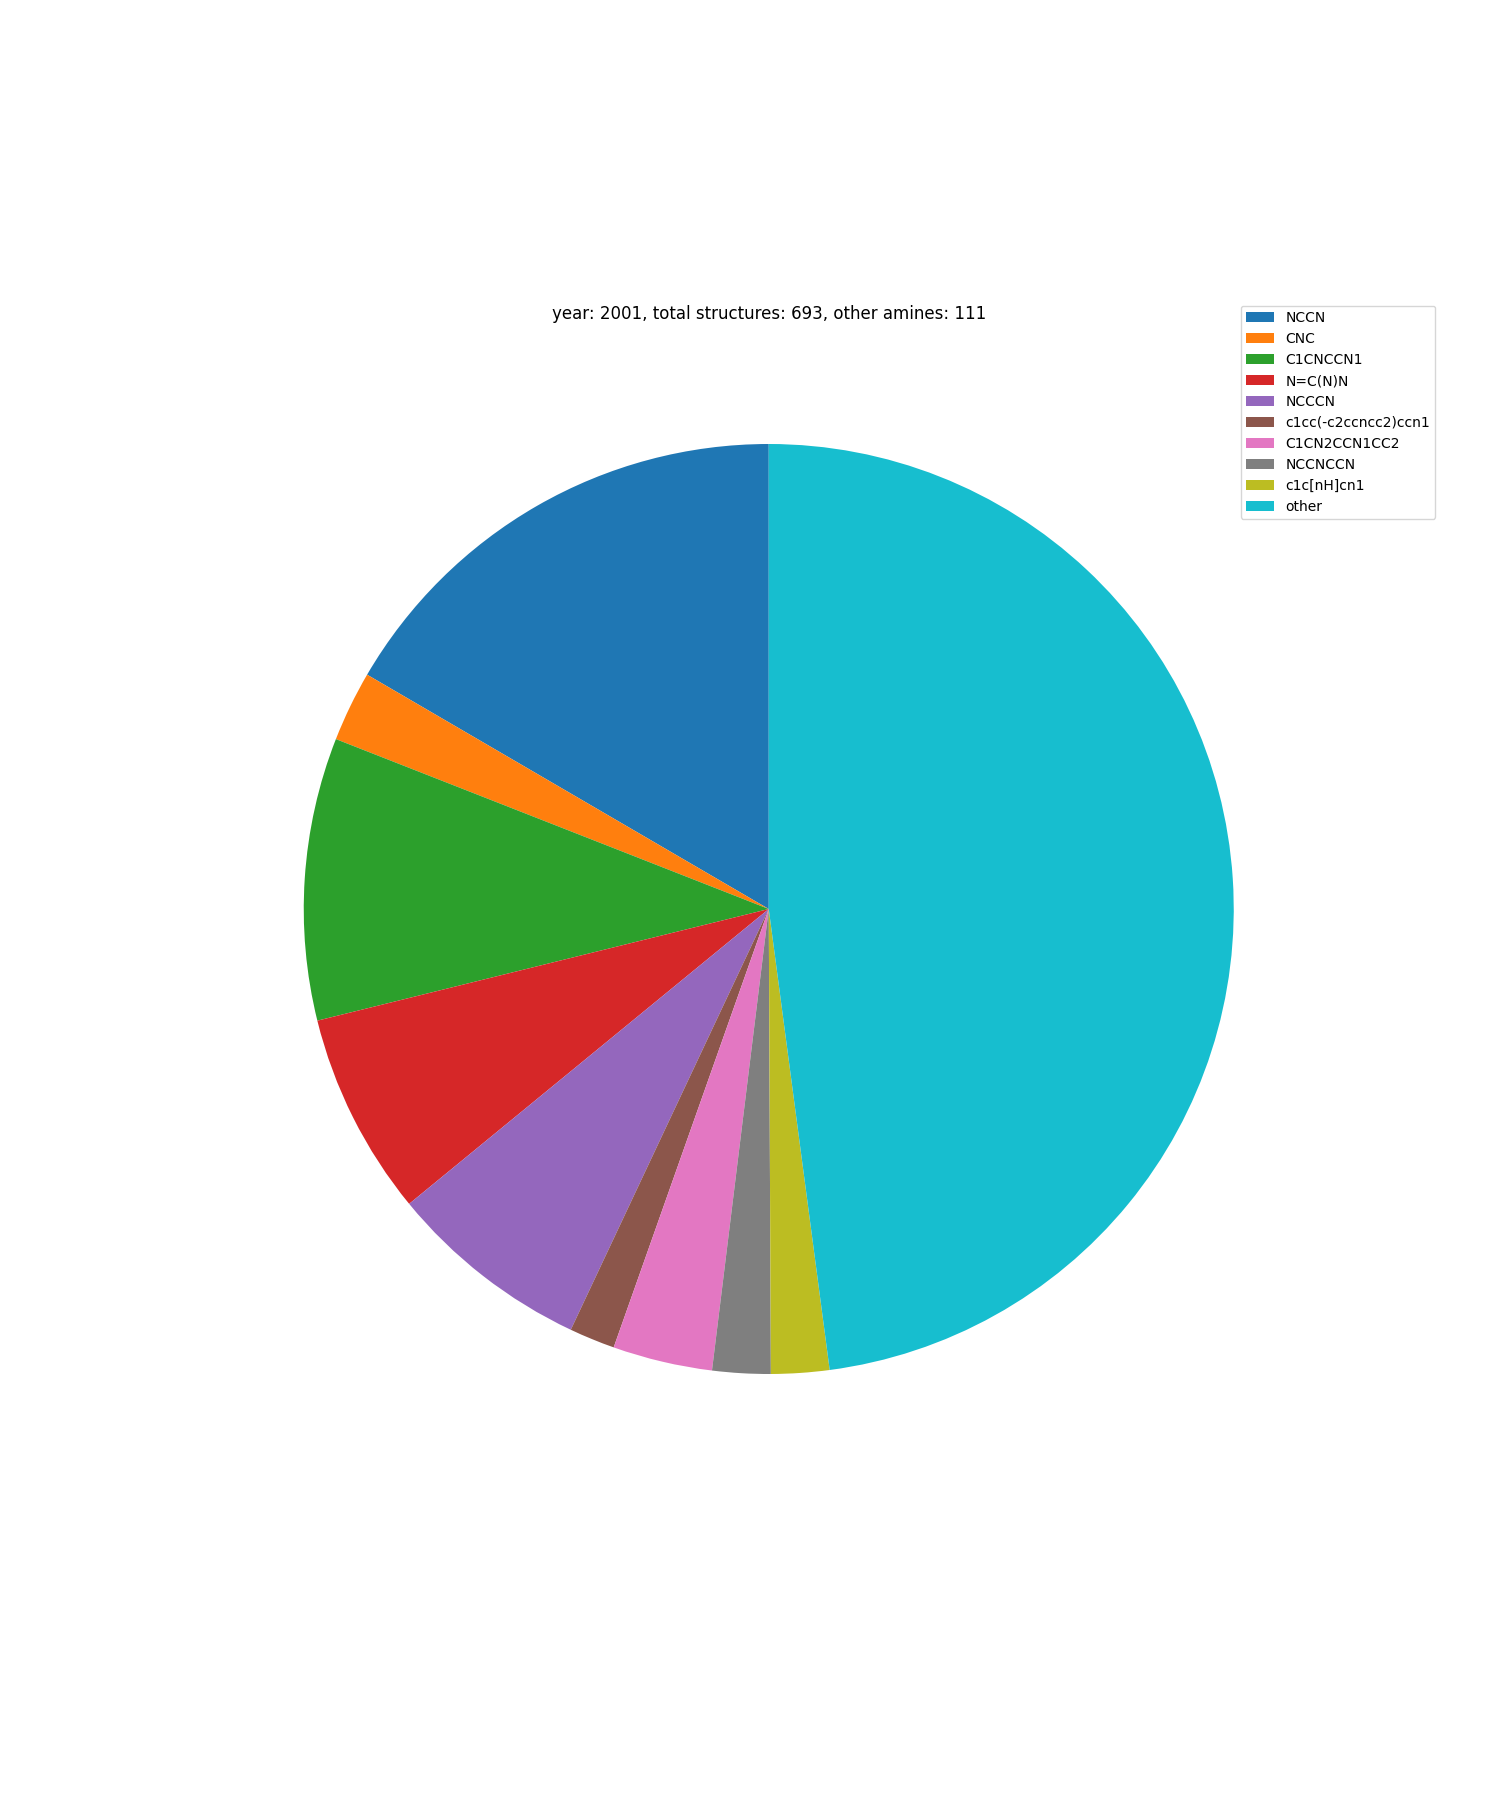 year: 2001, total structures: 693, other amines: 111
NCCN
CNC
C1CNCCN1
N=C(N)N
NCCCN
c1cc(-c2ccncc2)ccn1
C1CN2CCN1CC2
NCCNCCN
c1c[nH]cn1
other